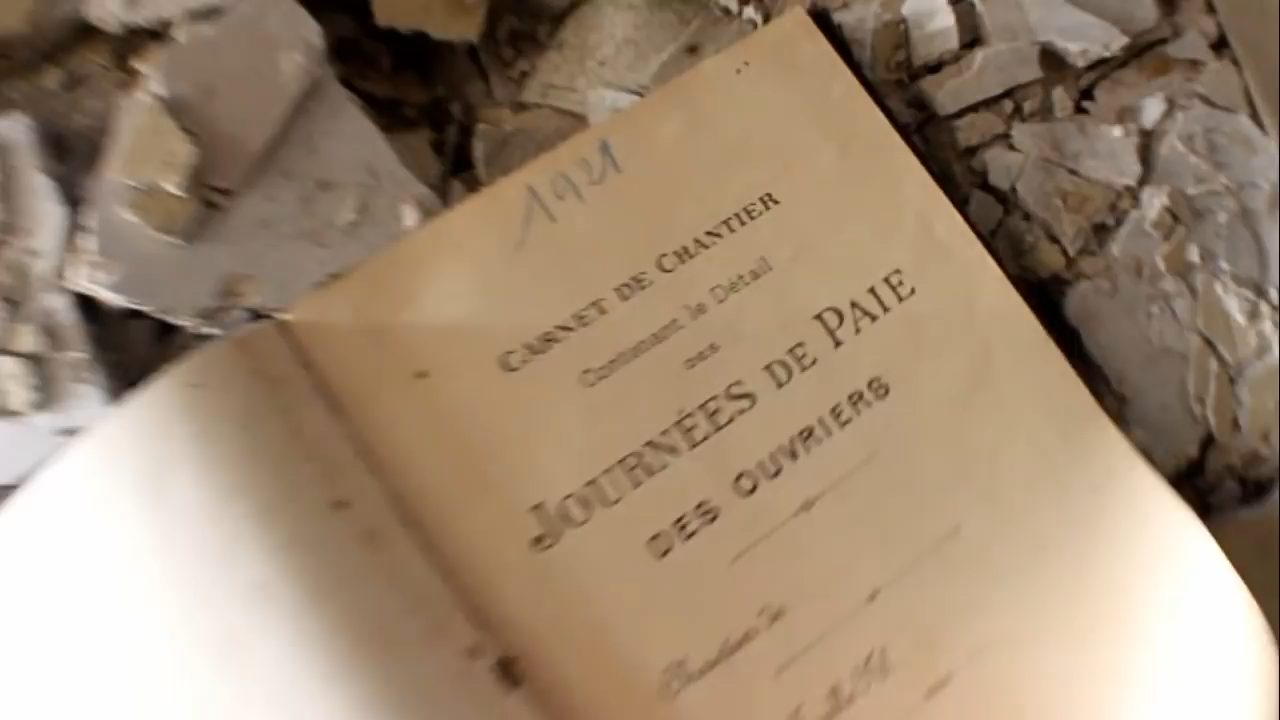 1921
CARNET DE CHANTIER
Contenant le Détail
DES
JOURNÉES DE PAIE
DES OUVRIERS